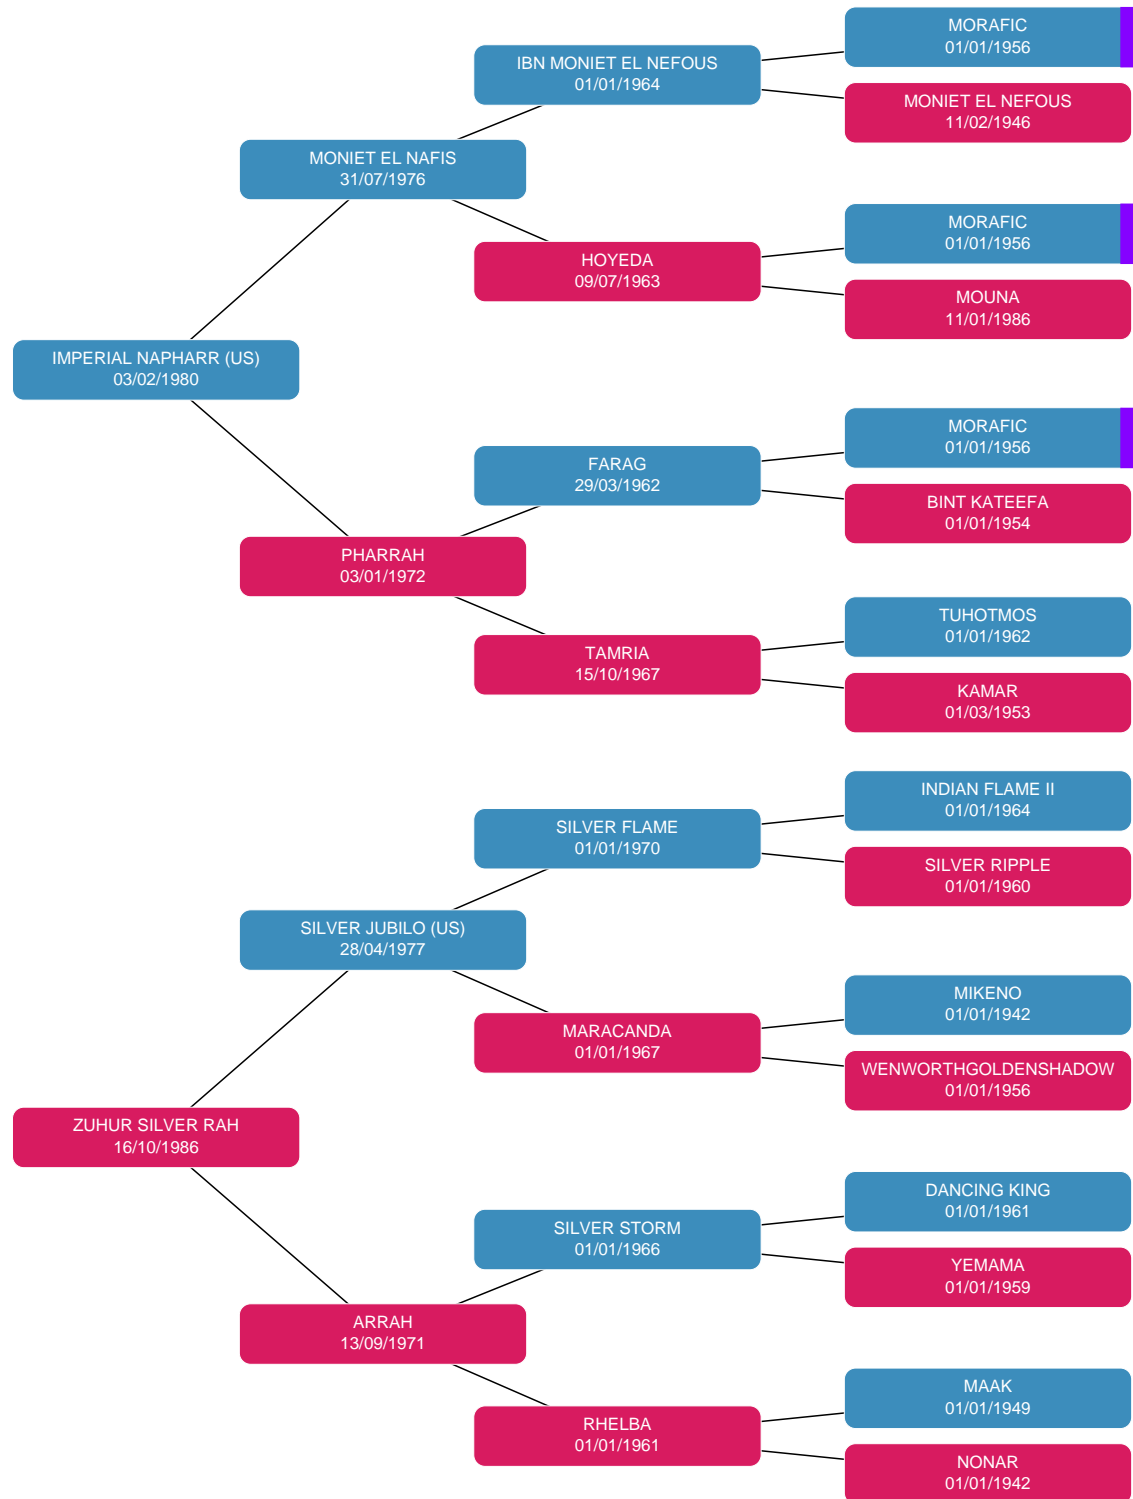 MORAFIC
01/01/1956
IBN MONIET EL NEFOUS
01/01/1964
MONIET EL NEFOUS
11/02/1946
MONIET EL NAFIS
31/07/1976
MORAFIC
01/01/1956
HOYEDA
09/07/1963
MOUNA
11/01/1986
IMPERIAL NAPHARR (US)
03/02/1980
MORAFIC
01/01/1956
FARAG
29/03/1962
BINT KATEEFA
01/01/1954
PHARRAH
03/01/1972
TUHOTMOS
01/01/1962
TAMRIA
15/10/1967
KAMAR
01/03/1953
INDIAN FLAME II
01/01/1964
SILVER FLAME
01/01/1970
SILVER RIPPLE
01/01/1960
SILVER JUBILO (US)
28/04/1977
MIKENO
01/01/1942
MARACANDA
01/01/1967
WENWORTHGOLDENSHADOW
01/01/1956
ZUHUR SILVER RAH
16/10/1986
DANCING KING
01/01/1961
SILVER STORM
01/01/1966
YEMAMA
01/01/1959
ARRAH
13/09/1971
MAAK
01/01/1949
RHELBA
01/01/1961
NONAR
01/01/1942